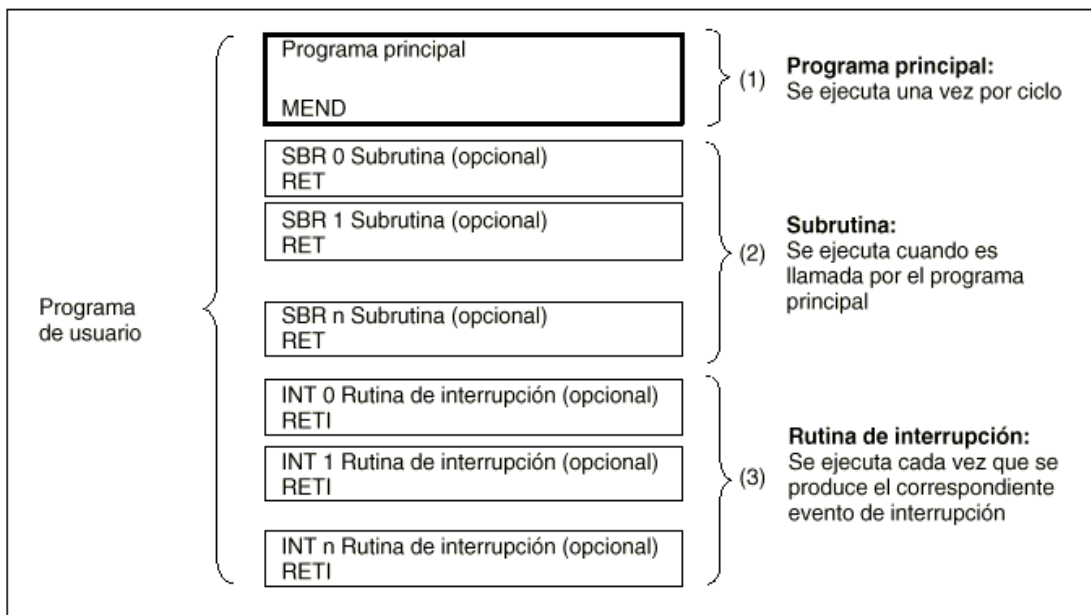 Programa principal
MEND
SBR 0 Subrutina (opcional)
RET
SBR 1 Subrutina (opcional)
RET
SBR n Subrutina (opcional)
RET
INT 0 Rutina de interrupción (opcional)
RETI
INT 1 Rutina de interrupción (opcional)
RETI
INT n Rutina de interrupción (opcional)
RETI
Programa
de usuario
(1)
Programa principal:
Se ejecuta una vez por ciclo
(2)
Subrutina:
Se ejecuta cuando es
llamada por el programa
principal
(3)
Rutina de interrupción:
Se ejecuta cada vez que se
produce el correspondiente
evento de interrupción